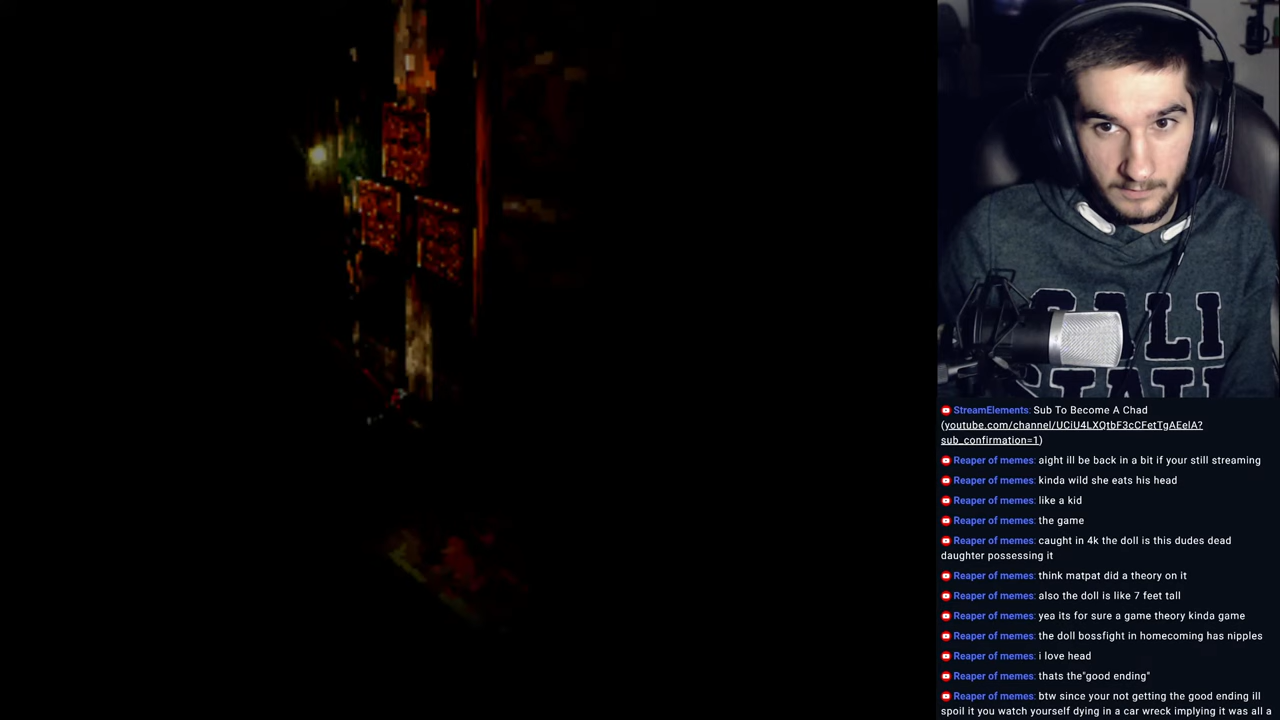 CALI
STATE
StreamElements: Sub To Become A Chad
(youtube.com/channel/UCiU4LXQtbF3cCFetTgAEeIA?
sub_confirmation=1)
Reaper of memes: aight ill be back in a bit if your still streaming
Reaper of memes: kinda wild she eats his head
Reaper of memes: like a kid
Reaper of memes: the game
Reaper of memes: caught in 4k the doll is this dudes dead
daughter possessing it
Reaper of memes: think matpat did a theory on it
Reaper of memes: also the doll is like 7 feet tall
Reaper of memes: yea its for sure a game theory kinda game
Reaper of memes: the doll bossfight in homecoming has nipples
Reaper of memes: i love head
Reaper of memes: thats the"good ending"
Reaper of memes: btw since your not getting the good ending ill
spoil it you watch yourself dying in a car wreck implying it was all a